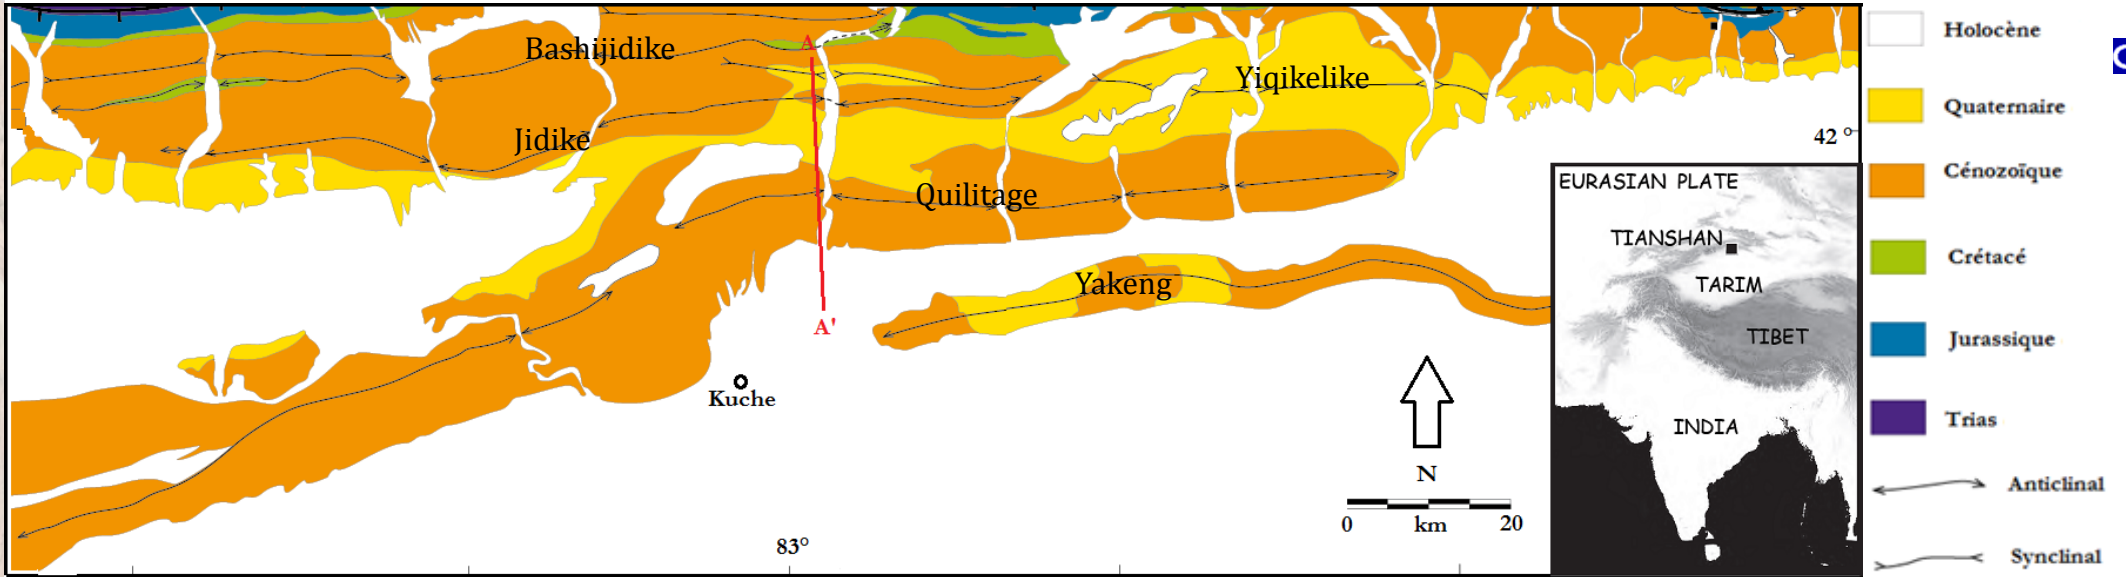 A
Bashijidike
Yiqikelike
Jidike
Quilitage
Yakeng
A'
Kuche
N
0 km 20
83°
42 °
EURASIAN PLATE
TIANSHAN
TARIM
TIBET
INDIA
Holocène
Quaternaire
Cénozoïque
Crétacé
Jurassique
Trias
Anticlinal
Synclinal